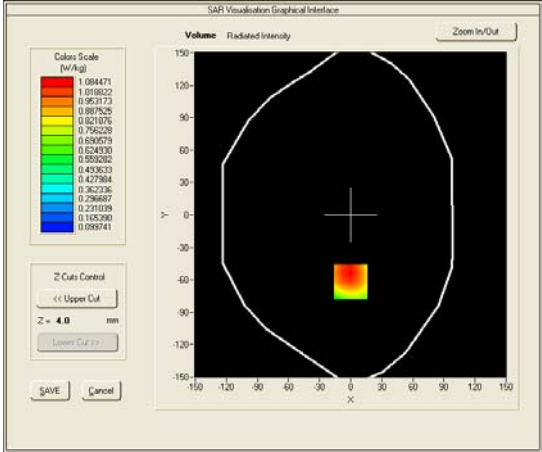 SAR Visualisation Graphical Interface
Volume Radiated Intensity
Zoom In/Out
Colors Scale
(W/kg)
1.084471
1.018822
0.953173
0.887525
0.821876
0.756228
0.690579
0.624930
0.559282
0.493633
0.427984
0.362336
0.296687
0.231039
0.165390
0.099741
Z Cuts Control
<< Upper Cut
Z = 4.0 mm
Lower Cut >>
SAVE Cancel
150
120
90
60
30
0
-30
-60
-90
-120
-150
Y
-150 -120 -90 -60 -30 0 30 60 90 120 150
X